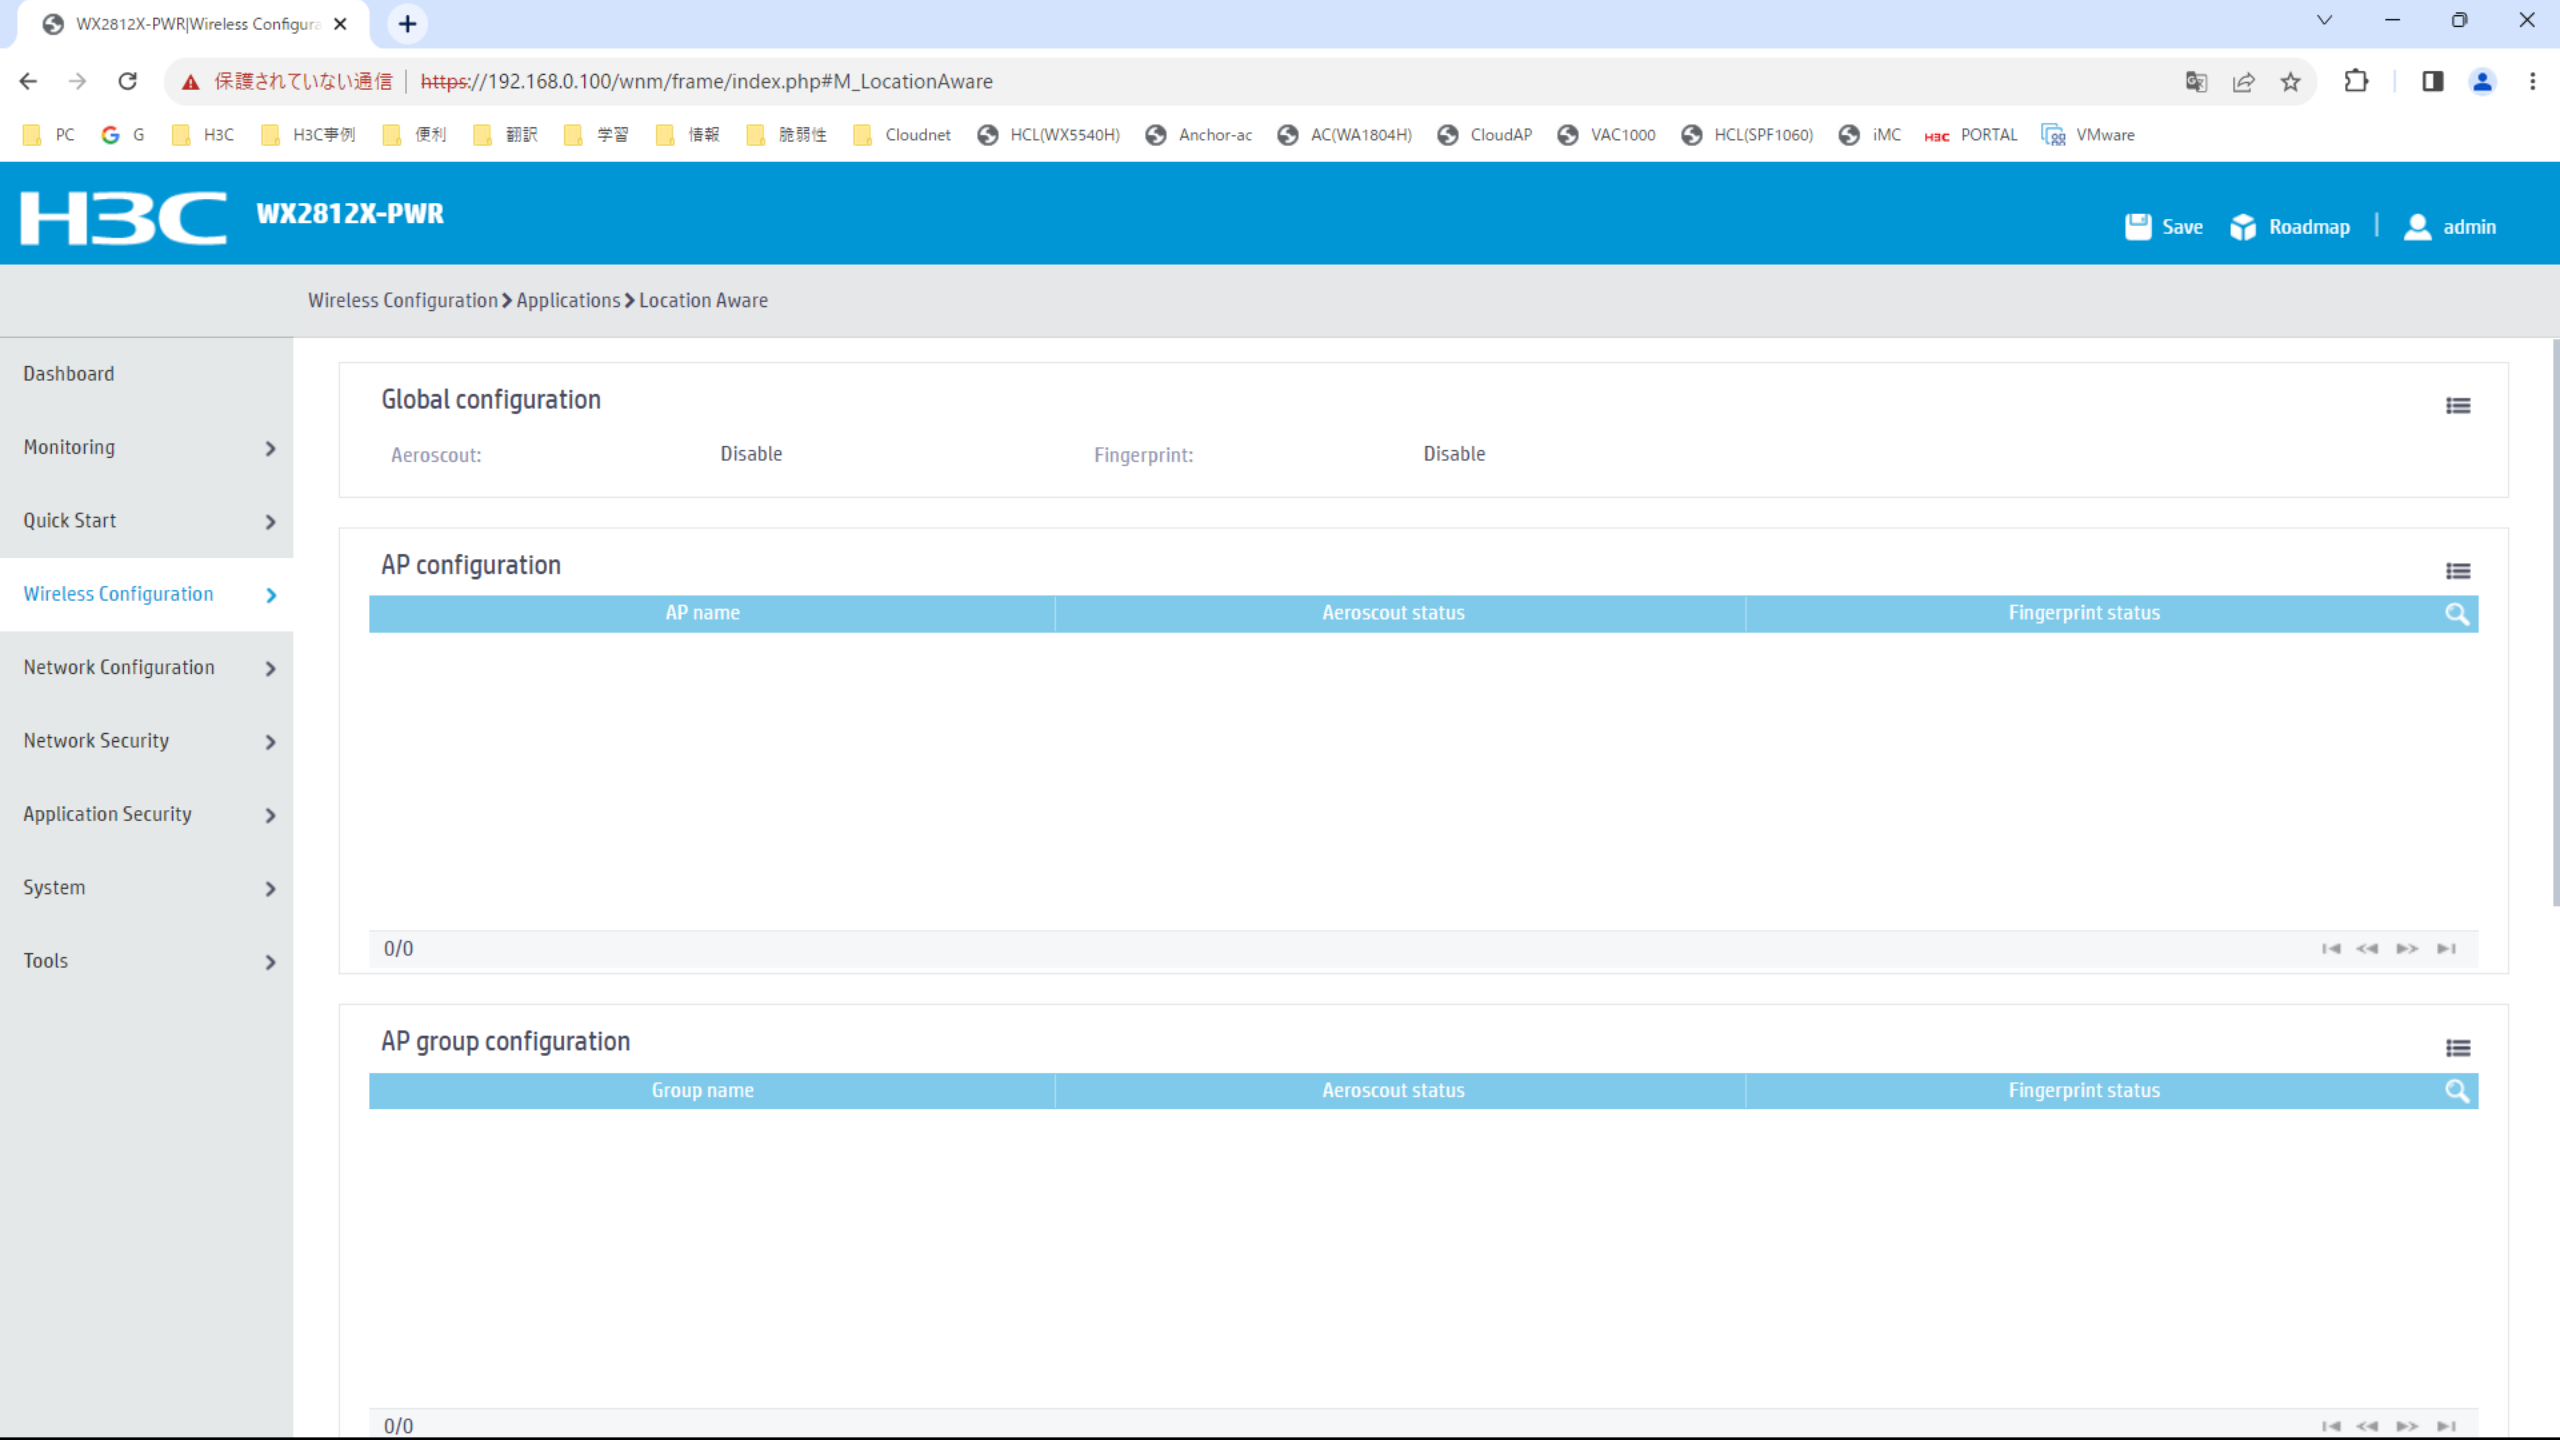 WX2812X-PWR|Wireless Configura
保護されていない通信 https://192.168.0.100/wnm/frame/index.php#M_LocationAware
PC G H3C H3C事例 便利 翻訳 学習 情報 脆弱性 Cloudnet HCL(WX5540H) Anchor-ac AC(WA1804H) CloudAP VAC1000 HCL(SPF1060) iMC H3C PORTAL VMware
H3C WX2812X-PWR
Save Roadmap admin
Wireless Configuration Applications Location Aware
Dashboard
Monitoring
Quick Start
Wireless Configuration
Network Configuration
Network Security
Application Security
System
Tools
Global configuration
Aeroscout: Disable Fingerprint: Disable
AP configuration
AP name Aeroscout status Fingerprint status
0/0
AP group configuration
Group name Aeroscout status Fingerprint status
0/0